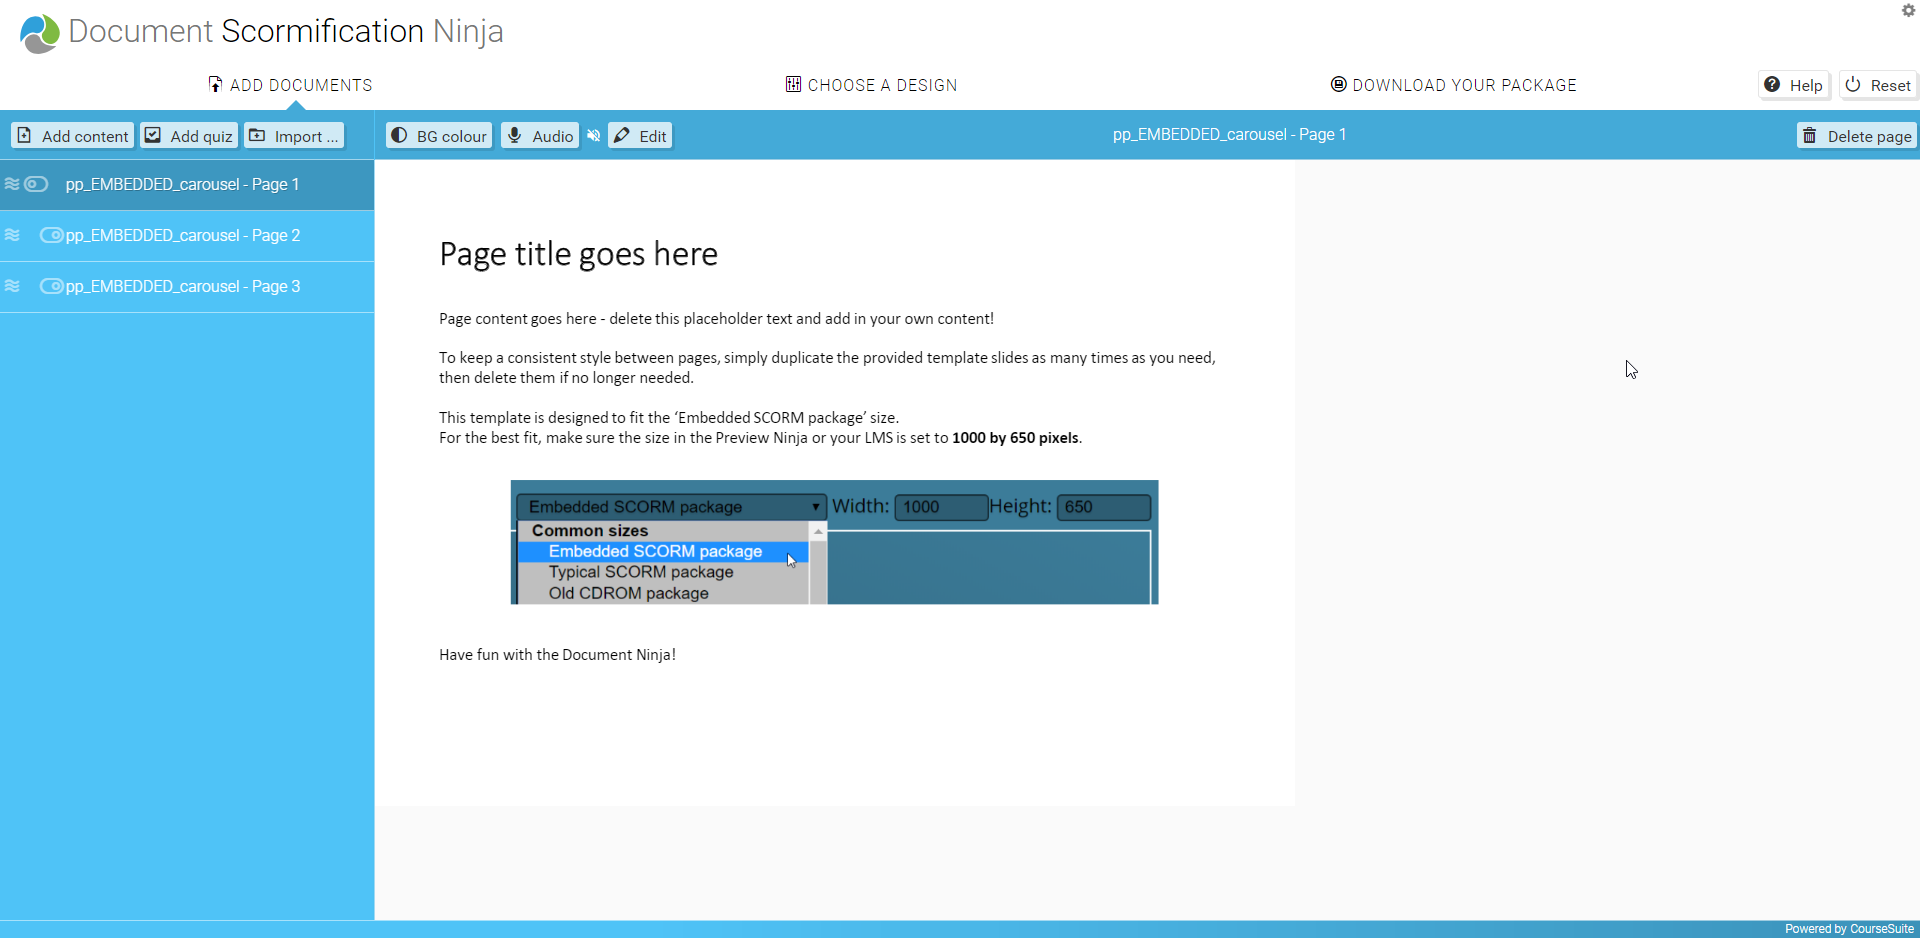 Document Scormification Ninja
ADD DOCUMENTS
CHOOSE A DESIGN
DOWNLOAD YOUR PACKAGE
Help
Reset
Add content
Add quiz
Import ...
BG colour
Audio
Edit
pp_EMBEDDED_carousel - Page 1
Delete page
pp_EMBEDDED_carousel - Page 1
pp_EMBEDDED_carousel - Page 2
pp_EMBEDDED_carousel - Page 3
Page title goes here
Page content goes here - delete this placeholder text and add in your own content!
To keep a consistent style between pages, simply duplicate the provided template slides as many times as you need,
then delete them if no longer needed.
This template is designed to fit the ‘Embedded SCORM package’ size.
For the best fit, make sure the size in the Preview Ninja or your LMS is set to 1000 by 650 pixels.
Embedded SCORM package
Width: 1000
Height: 650
Common sizes
Embedded SCORM package
Typical SCORM package
Old CDROM package
Have fun with the Document Ninja!
Powered by CourseSuite